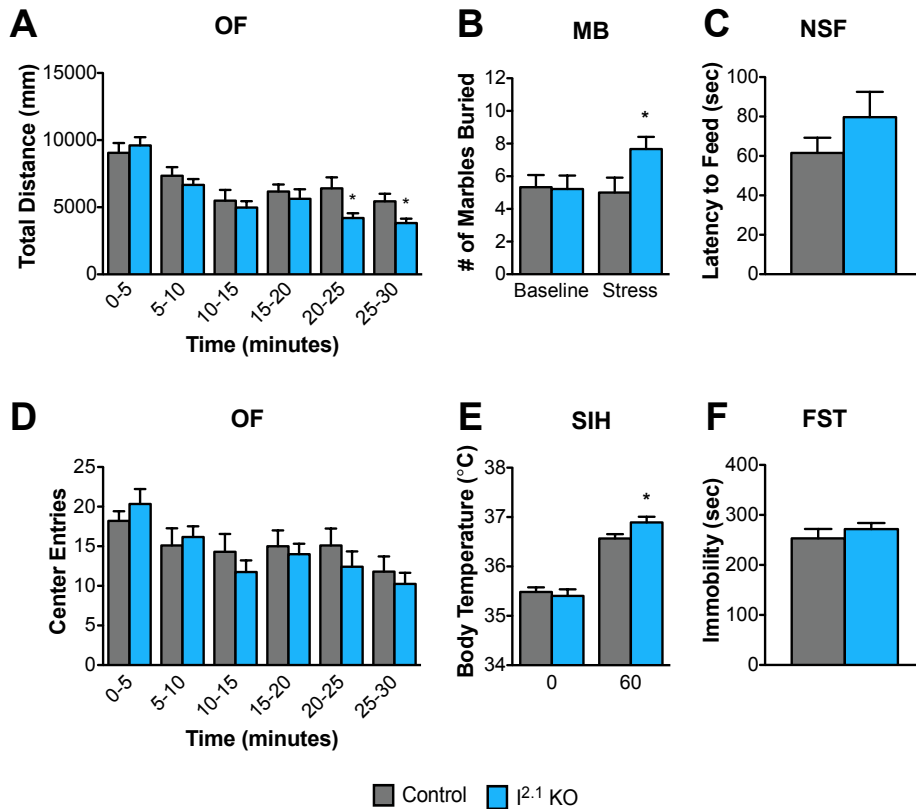 A OF
Total Distance (mm)
15000
10000
5000
0
* *
0-5 5-10 10-15 15-20 20-25 25-30
Time (minutes)
B MB
# of Marbles Buried
12
10
8
6
4
2
0
*
Baseline Stress
C NSF
Latency to Feed (sec)
100
80
60
40
20
0
D OF
Center Entries
25
20
15
10
5
0
0-5 5-10 10-15 15-20 20-25 25-30
Time (minutes)
E SIH
Body Temperature (°C)
38
37
36
35
34
*
0 60
F FST
Immobility (sec)
400
300
200
100
0
Control I²·¹ KO